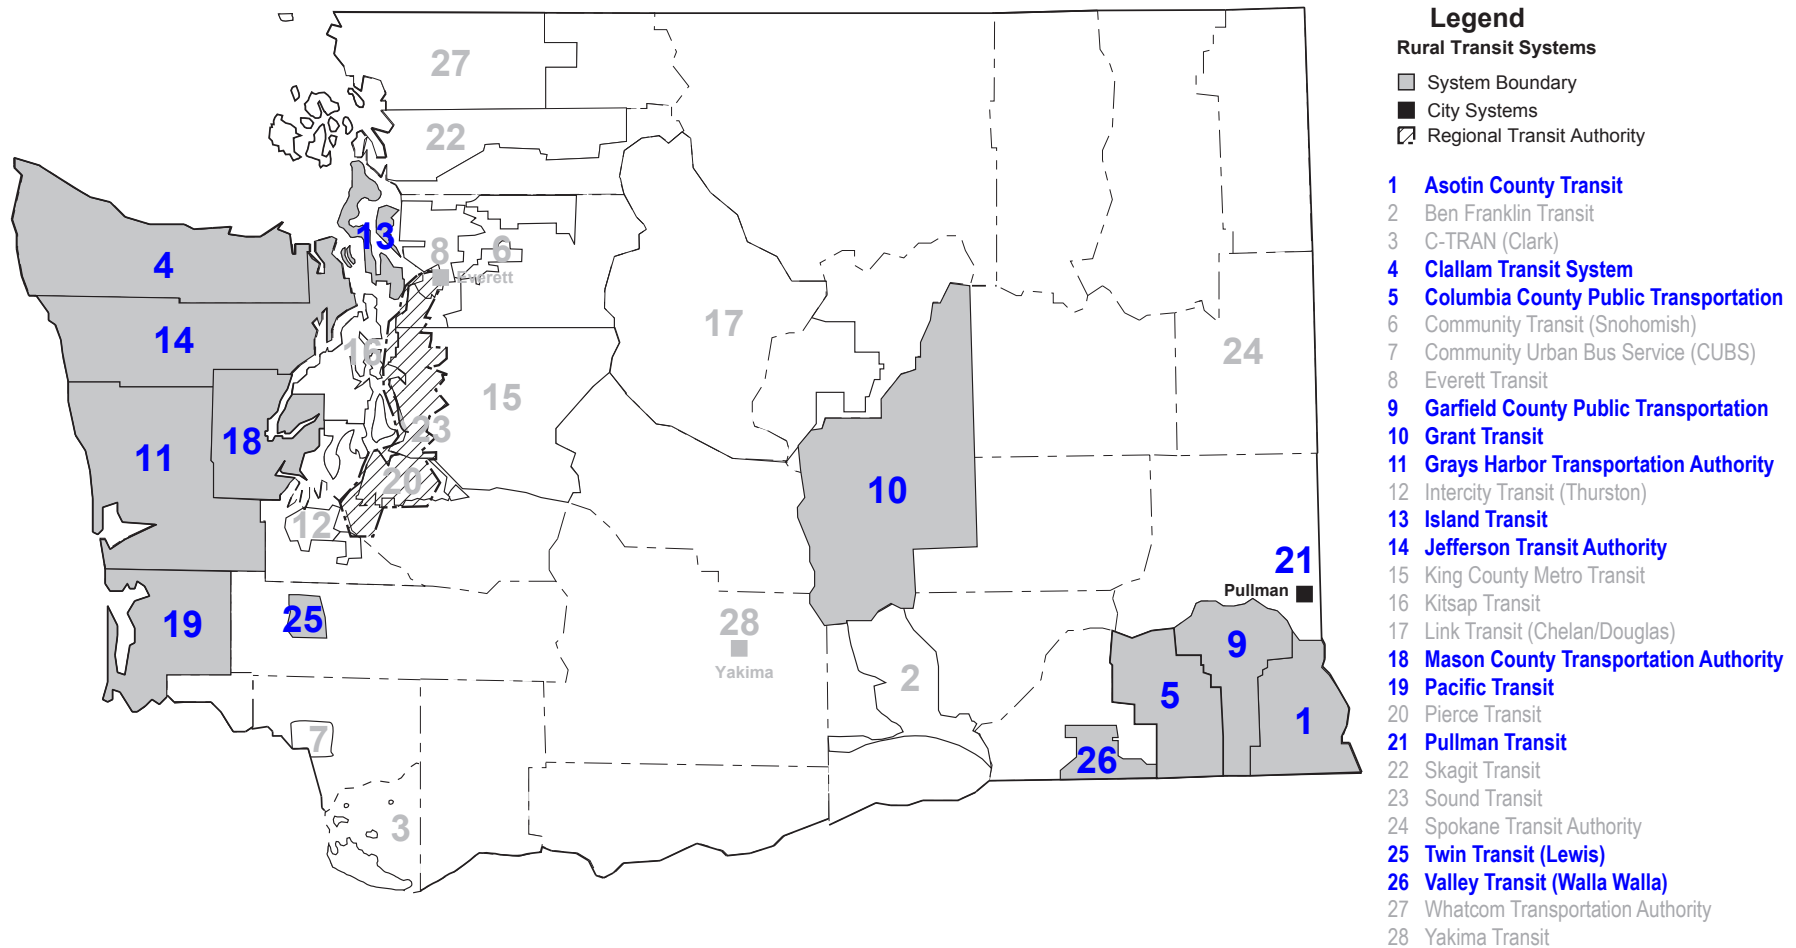 Legend
Rural Transit Systems
System Boundary
City Systems
Regional Transit Authority
1 Asotin County Transit
2 Ben Franklin Transit
3 C-TRAN (Clark)
4 Clallam Transit System
5 Columbia County Public Transportation
6 Community Transit (Snohomish)
7 Community Urban Bus Service (CUBS)
8 Everett Transit
9 Garfield County Public Transportation
10 Grant Transit
11 Grays Harbor Transportation Authority
12 Intercity Transit (Thurston)
13 Island Transit
14 Jefferson Transit Authority
15 King County Metro Transit
16 Kitsap Transit
17 Link Transit (Chelan/Douglas)
18 Mason County Transportation Authority
19 Pacific Transit
20 Pierce Transit
21 Pullman Transit
22 Skagit Transit
23 Sound Transit
24 Spokane Transit Authority
25 Twin Transit (Lewis)
26 Valley Transit (Walla Walla)
27 Whatcom Transportation Authority
28 Yakima Transit
27
22
13
8
6
Everett
4
14
16
17
24
15
23
18
11
20
10
12
21
Pullman
25
19
28
Yakima
9
2
5
1
7
26
3